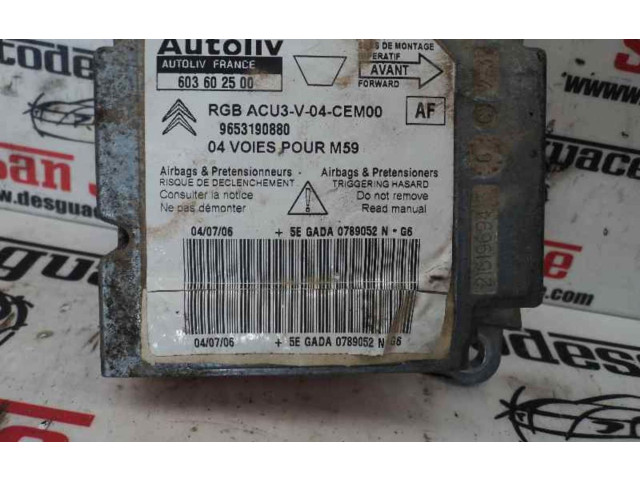 Autoliv
AUTOLIV FRANCE
603 60 25 00
DE MONTAGE
AVANT
FORWARD
RGB ACU3-V-04-CEM00
AF
9653190880
04 VOIES POUR M59
Airbags & Pretensionneurs
RISQUE DE DECLENCHEMENT
Consulter la notice
Ne pas démonter
Airbags & Pretensioners
TRIGGERING HASARD
Do not remove
Read manual
04/07/06 + 5E GADA 0789052 N - G6
04/07/06 + 5E GADA 0789052 N G6
www.desguace